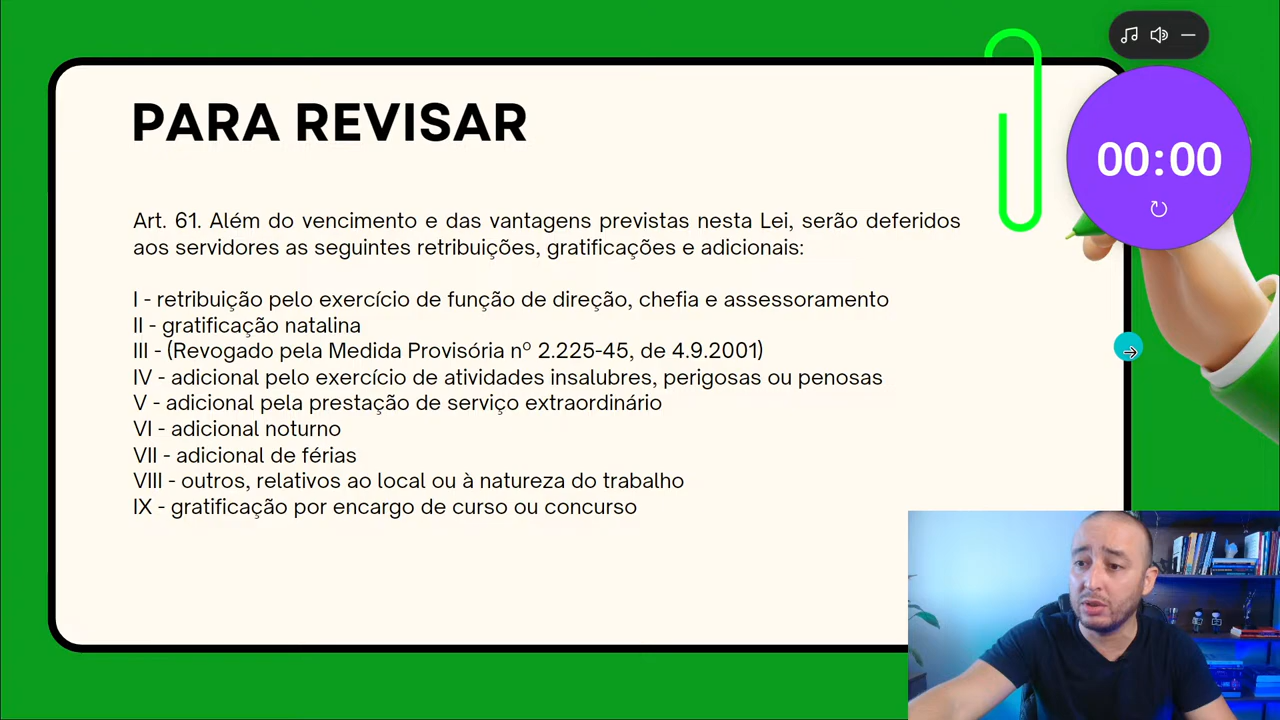 PARA REVISAR
00:00
Art. 61. Além do vencimento e das vantagens previstas nesta Lei, serão deferidos
aos servidores as seguintes retribuições, gratificações e adicionais:
I - retribuição pelo exercício de função de direção, chefia e assessoramento
II - gratificação natalina
III - (Revogado pela Medida Provisória nº 2.225-45, de 4.9.2001)
IV - adicional pelo exercício de atividades insalubres, perigosas ou penosas
V - adicional pela prestação de serviço extraordinário
VI - adicional noturno
VII - adicional de férias
VIII - outros, relativos ao local ou à natureza do trabalho
IX - gratificação por encargo de curso ou concurso